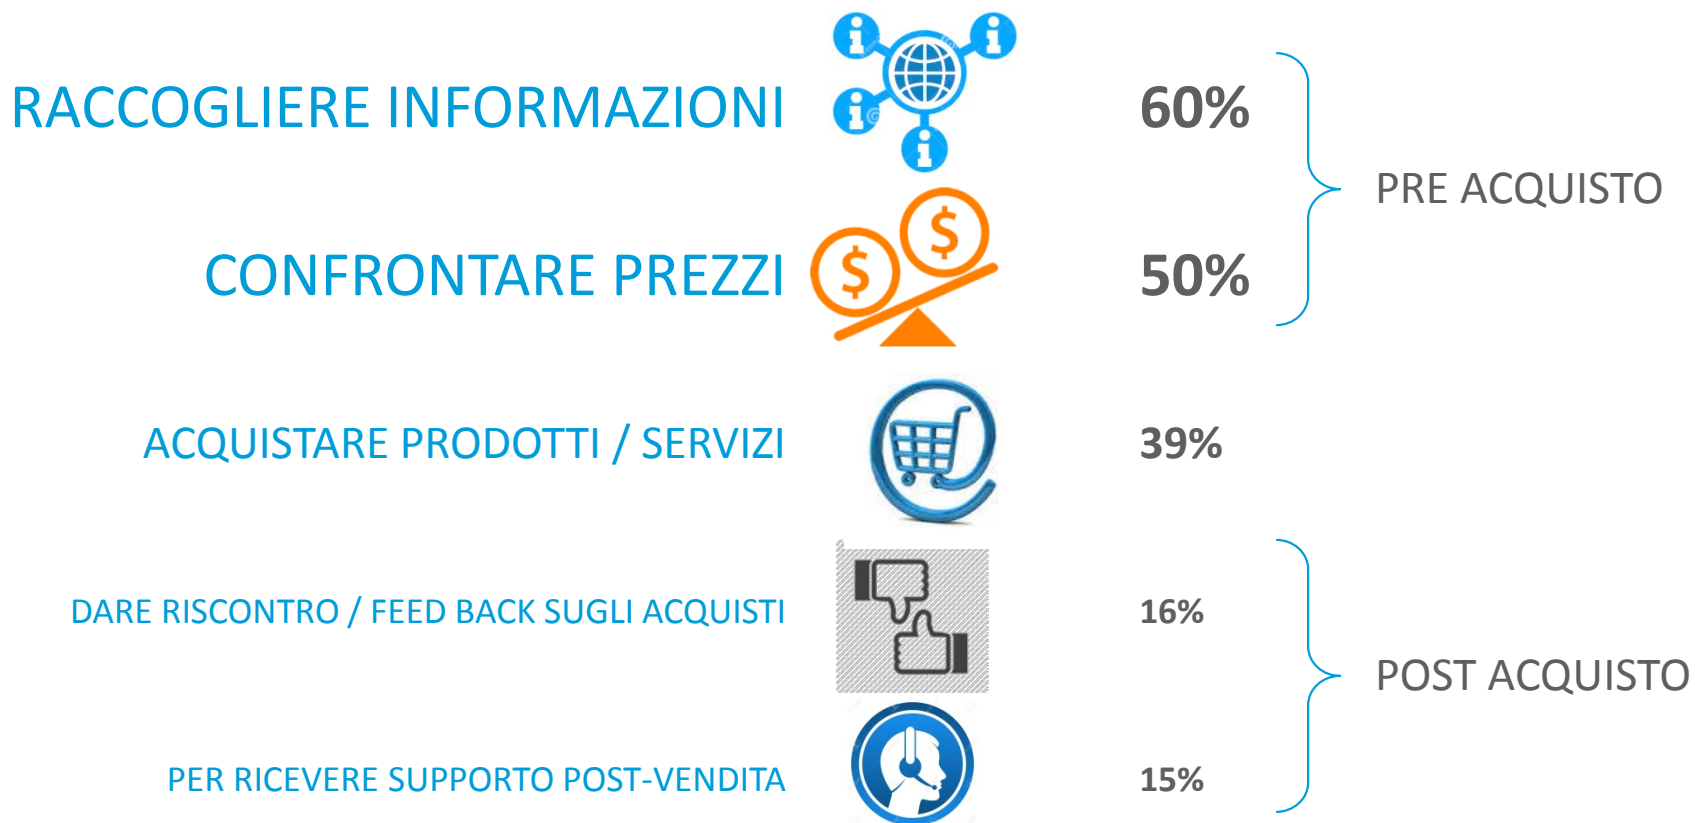 RACCOGLIERE INFORMAZIONI 60%
PRE ACQUISTO
CONFRONTARE PREZZI 50%
ACQUISTARE PRODOTTI / SERVIZI 39%
DARE RISCONTRO / FEED BACK SUGLI ACQUISTI 16%
POST ACQUISTO
PER RICEVERE SUPPORTO POST-VENDITA 15%